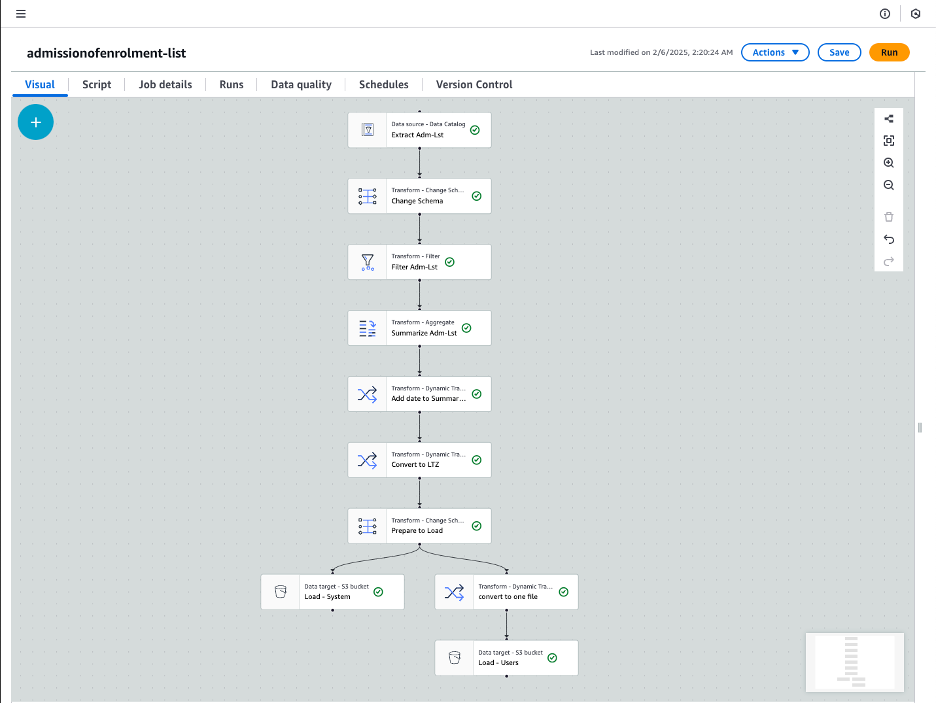 admissionofenrolment-list
Last modified on 2/6/2025, 2:20:24 AM
Actions
Save
Run
Visual
Script
Job details
Runs
Data quality
Schedules
Version Control
Data source - Data Catalog
Extract Adm-Lst
Transform - Change Sch...
Change Schema
Transform - Filter
Filter Adm-Lst
Transform - Aggregate
Summarize Adm-Lst
Transform - Dynamic Tra...
Add date to Summar...
Transform - Dynamic Tra...
Convert to LTZ
Transform - Change Sch...
Prepare to Load
Data target - S3 bucket
Load - System
Transform - Dynamic Tra...
convert to one file
Data target - S3 bucket
Load - Users